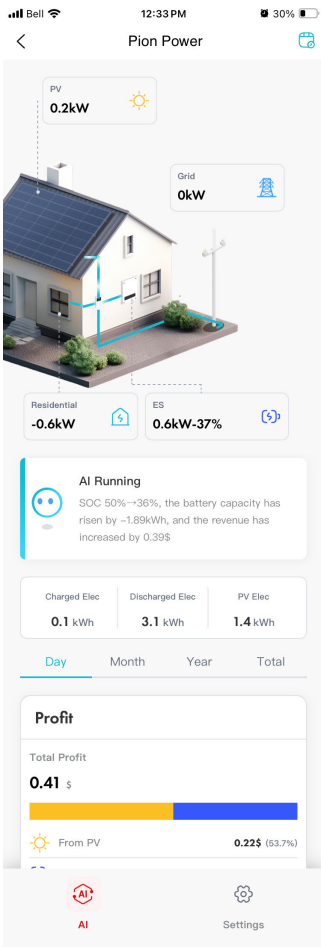 Bell
12:33 PM
30%
Pion Power
PV
0.2kW
Grid
0kW
Residential
-0.6kW
ES
0.6kW-37%
AI Running
SOC 50%→36%, the battery capacity has
risen by −1.89kWh, and the revenue has
increased by 0.39$
Charged Elec
Discharged Elec
PV Elec
0.1 kWh
3.1 kWh
1.4 kWh
Day
Month
Year
Total
Profit
Total Profit
0.41 $
From PV
0.22$ (53.7%)
AI
AI
Settings